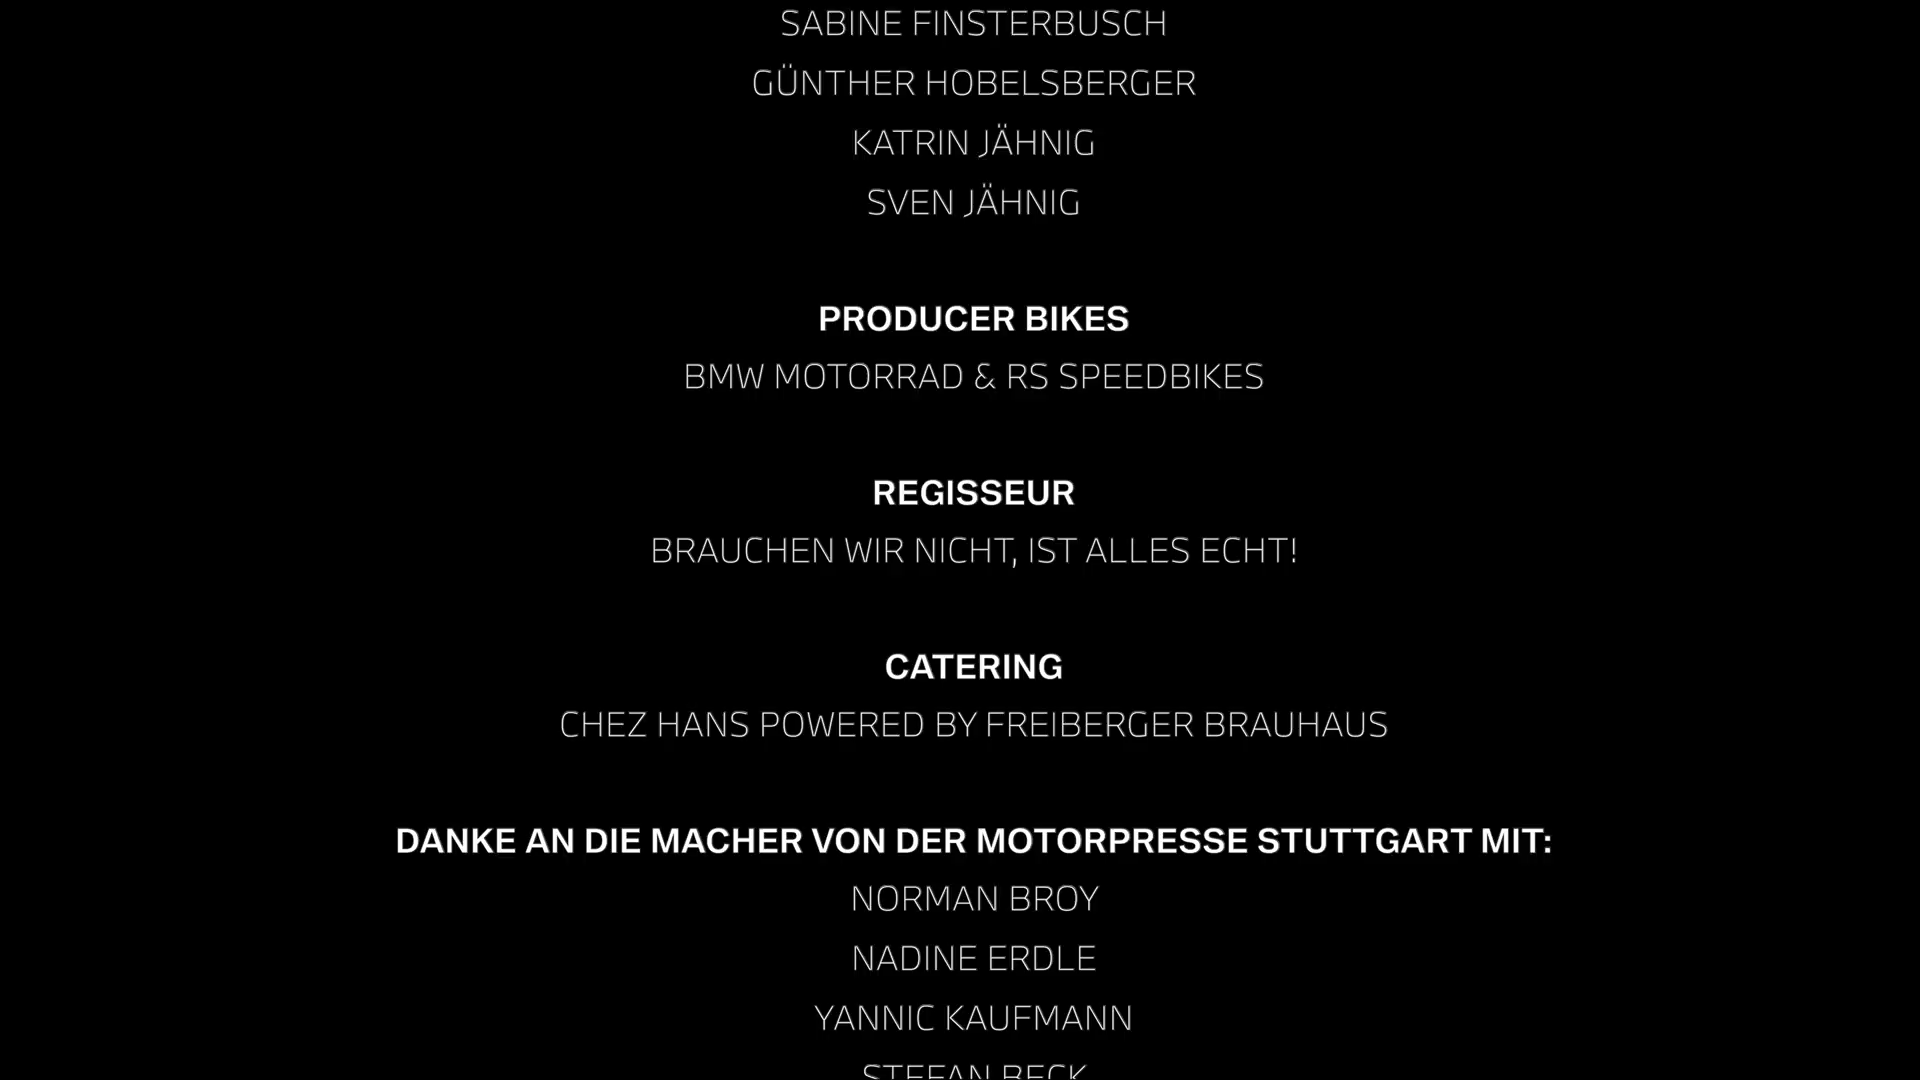 SABINE FINSTERBUSCH
GÜNTHER HOBELSBERGER
KATRIN JÄHNIG
SVEN JÄHNIG
PRODUCER BIKES
BMW MOTORRAD & RS SPEEDBIKES
REGISSEUR
BRAUCHEN WIR NICHT, IST ALLES ECHT!
CATERING
CHEZ HANS POWERED BY FREIBERGER BRAUHAUS
DANKE AN DIE MACHER VON DER MOTORPRESSE STUTTGART MIT:
NORMAN BROY
NADINE ERDLE
YANNIC KAUFMANN
STEFAN BECK